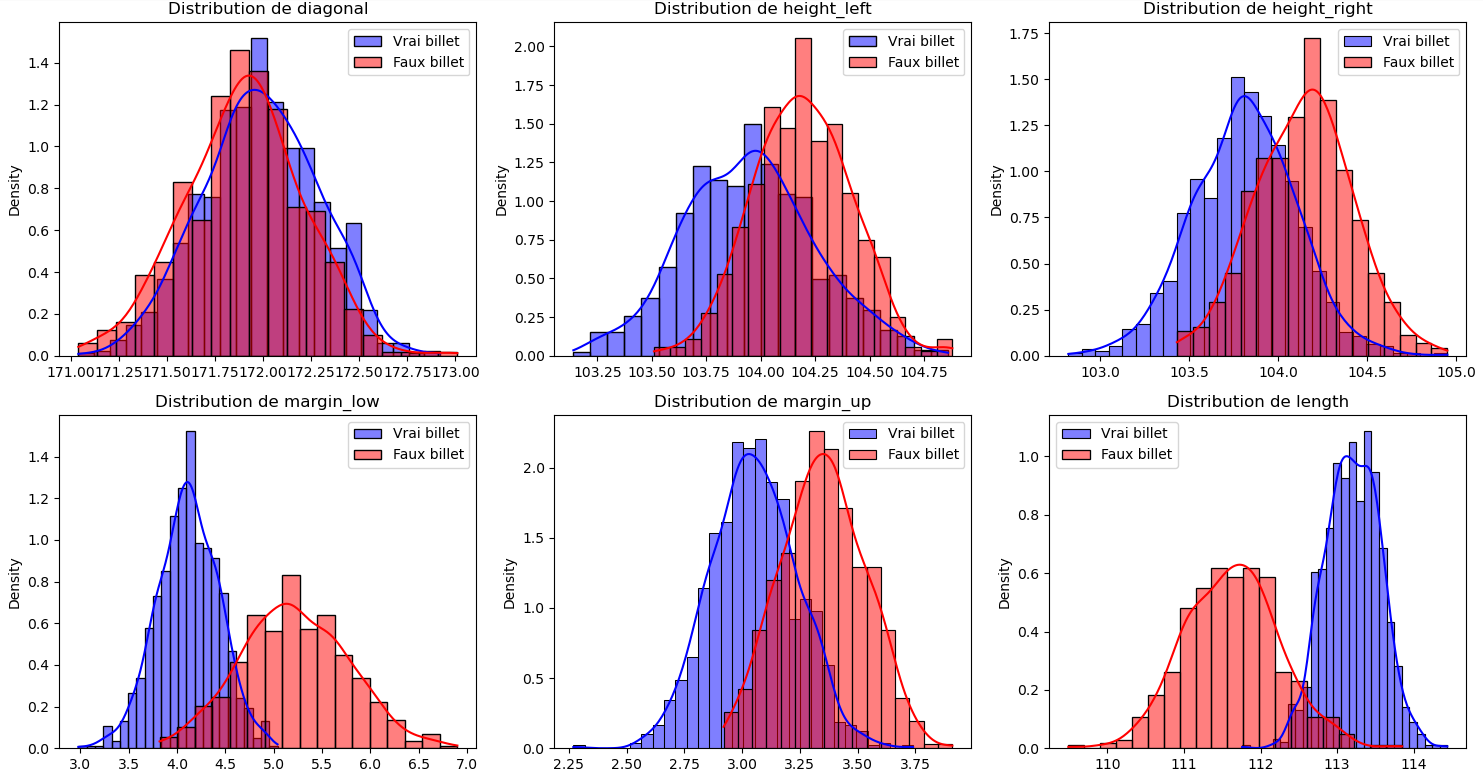 Distribution de diagonal
Vrai billet
Faux billet
Density
0.0
0.2
0.4
0.6
0.8
1.0
1.2
1.4
171.00 171.25 171.50 171.75 172.00 172.25 172.50 172.75 173.00
Distribution de height_left
Vrai billet
Faux billet
Density
0.00
0.25
0.50
0.75
1.00
1.25
1.50
1.75
2.00
103.25 103.50 103.75 104.00 104.25 104.50 104.75
Distribution de height_right
Vrai billet
Faux billet
Density
0.00
0.25
0.50
0.75
1.00
1.25
1.50
1.75
103.0 103.5 104.0 104.5 105.0
Distribution de margin_low
Vrai billet
Faux billet
Density
0.0
0.2
0.4
0.6
0.8
1.0
1.2
1.4
3.0 3.5 4.0 4.5 5.0 5.5 6.0 6.5 7.0
Distribution de margin_up
Vrai billet
Faux billet
Density
0.0
0.5
1.0
1.5
2.0
2.25 2.50 2.75 3.00 3.25 3.50 3.75
Distribution de length
Vrai billet
Faux billet
Density
0.0
0.2
0.4
0.6
0.8
1.0
110 111 112 113 114